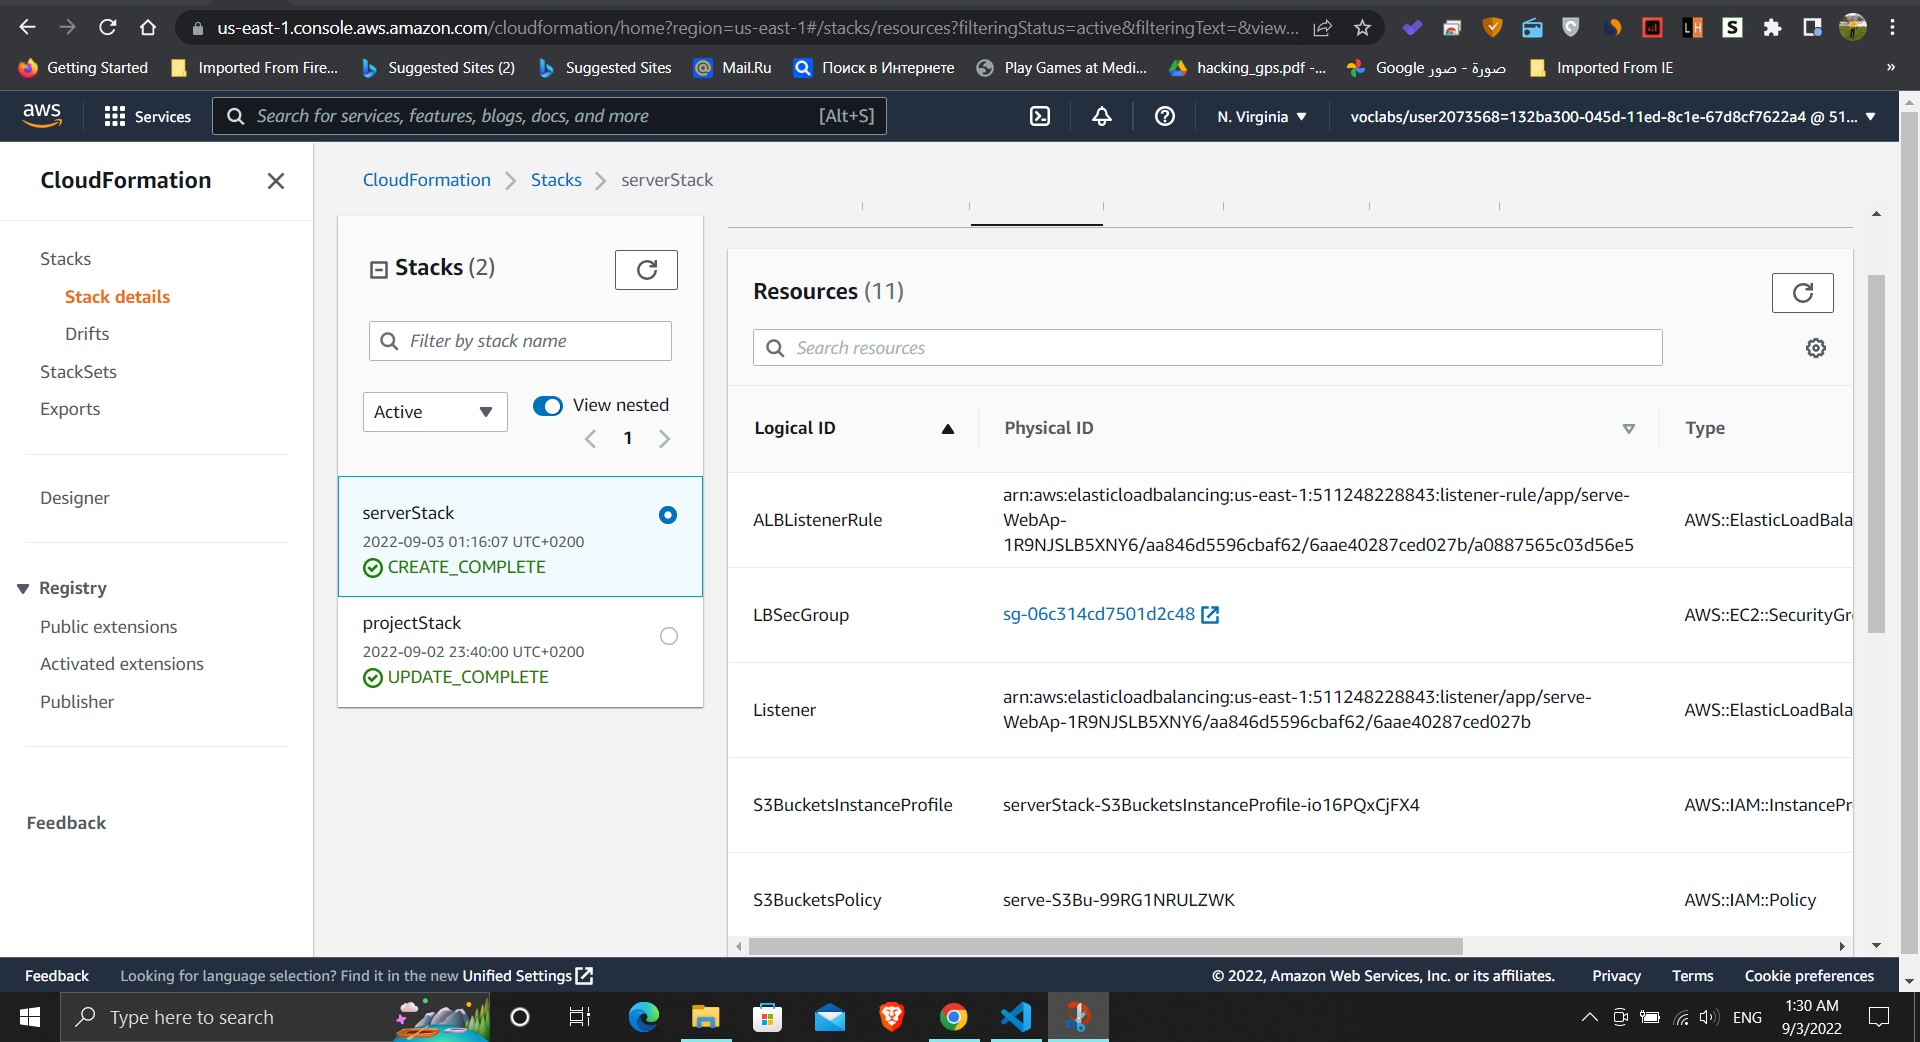 us-east-1.console.aws.amazon.com/cloudformation/home?region=us-east-1#/stacks/resources?filteringStatus=active&filteringText=&view...
Getting Started
Imported From Fire...
Suggested Sites (2)
Suggested Sites
Mail.Ru
Поиск в Интернете
Play Games at Medi...
hacking_gps.pdf -...
صورة - صور Google
Imported From IE
»
aws
Services
Search for services, features, blogs, docs, and more
[Alt+S]
N. Virginia
voclabs/user2073568=132ba300-045d-11ed-8c1e-67d8cf7622a4 @ 51...
CloudFormation
Stacks
Stack details
Drifts
StackSets
Exports
Designer
Registry
Public extensions
Activated extensions
Publisher
Feedback
CloudFormation
Stacks
serverStack
Stacks (2)
Filter by stack name
Active
View nested
1
serverStack
2022-09-03 01:16:07 UTC+0200
CREATE_COMPLETE
projectStack
2022-09-02 23:40:00 UTC+0200
UPDATE_COMPLETE
Resources (11)
Search resources
Logical ID
Physical ID
Type
ALBListenerRule
arn:aws:elasticloadbalancing:us-east-1:511248228843:listener-rule/app/serve-
WebAp-
1R9NJSLB5XNY6/aa846d5596cbaf62/6aae40287ced027b/a0887565c03d56e5
AWS::ElasticLoadBala
LBSecGroup
sg-06c314cd7501d2c48
AWS::EC2::SecurityGr
Listener
arn:aws:elasticloadbalancing:us-east-1:511248228843:listener/app/serve-
WebAp-1R9NJSLB5XNY6/aa846d5596cbaf62/6aae40287ced027b
AWS::ElasticLoadBala
S3BucketsInstanceProfile
serverStack-S3BucketsInstanceProfile-io16PQxCjFX4
AWS::IAM::InstancePr
S3BucketsPolicy
serve-S3Bu-99RG1NRULZWK
AWS::IAM::Policy
Feedback
Looking for language selection? Find it in the new Unified Settings
© 2022, Amazon Web Services, Inc. or its affiliates.
Privacy
Terms
Cookie preferences
Type here to search
ENG
1:30 AM
9/3/2022